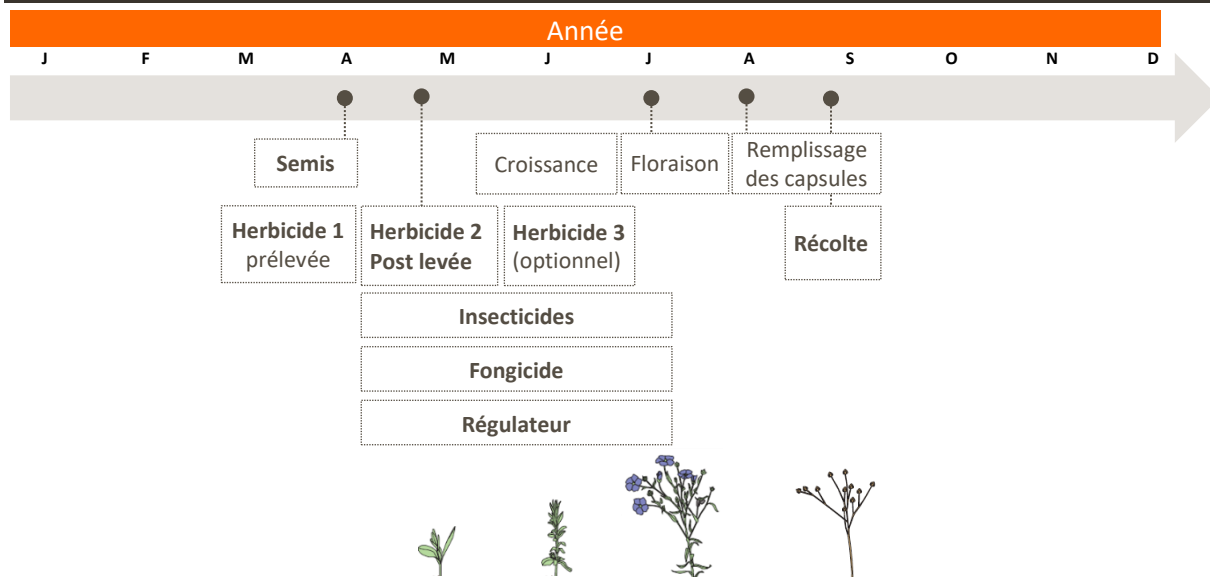 Année
J F M A M J J A S O N D
Semis
Croissance
Floraison
Remplissage
des capsules
Herbicide 1
prélevée
Herbicide 2
Post levée
Herbicide 3
(optionnel)
Récolte
Insecticides
Fongicide
Régulateur